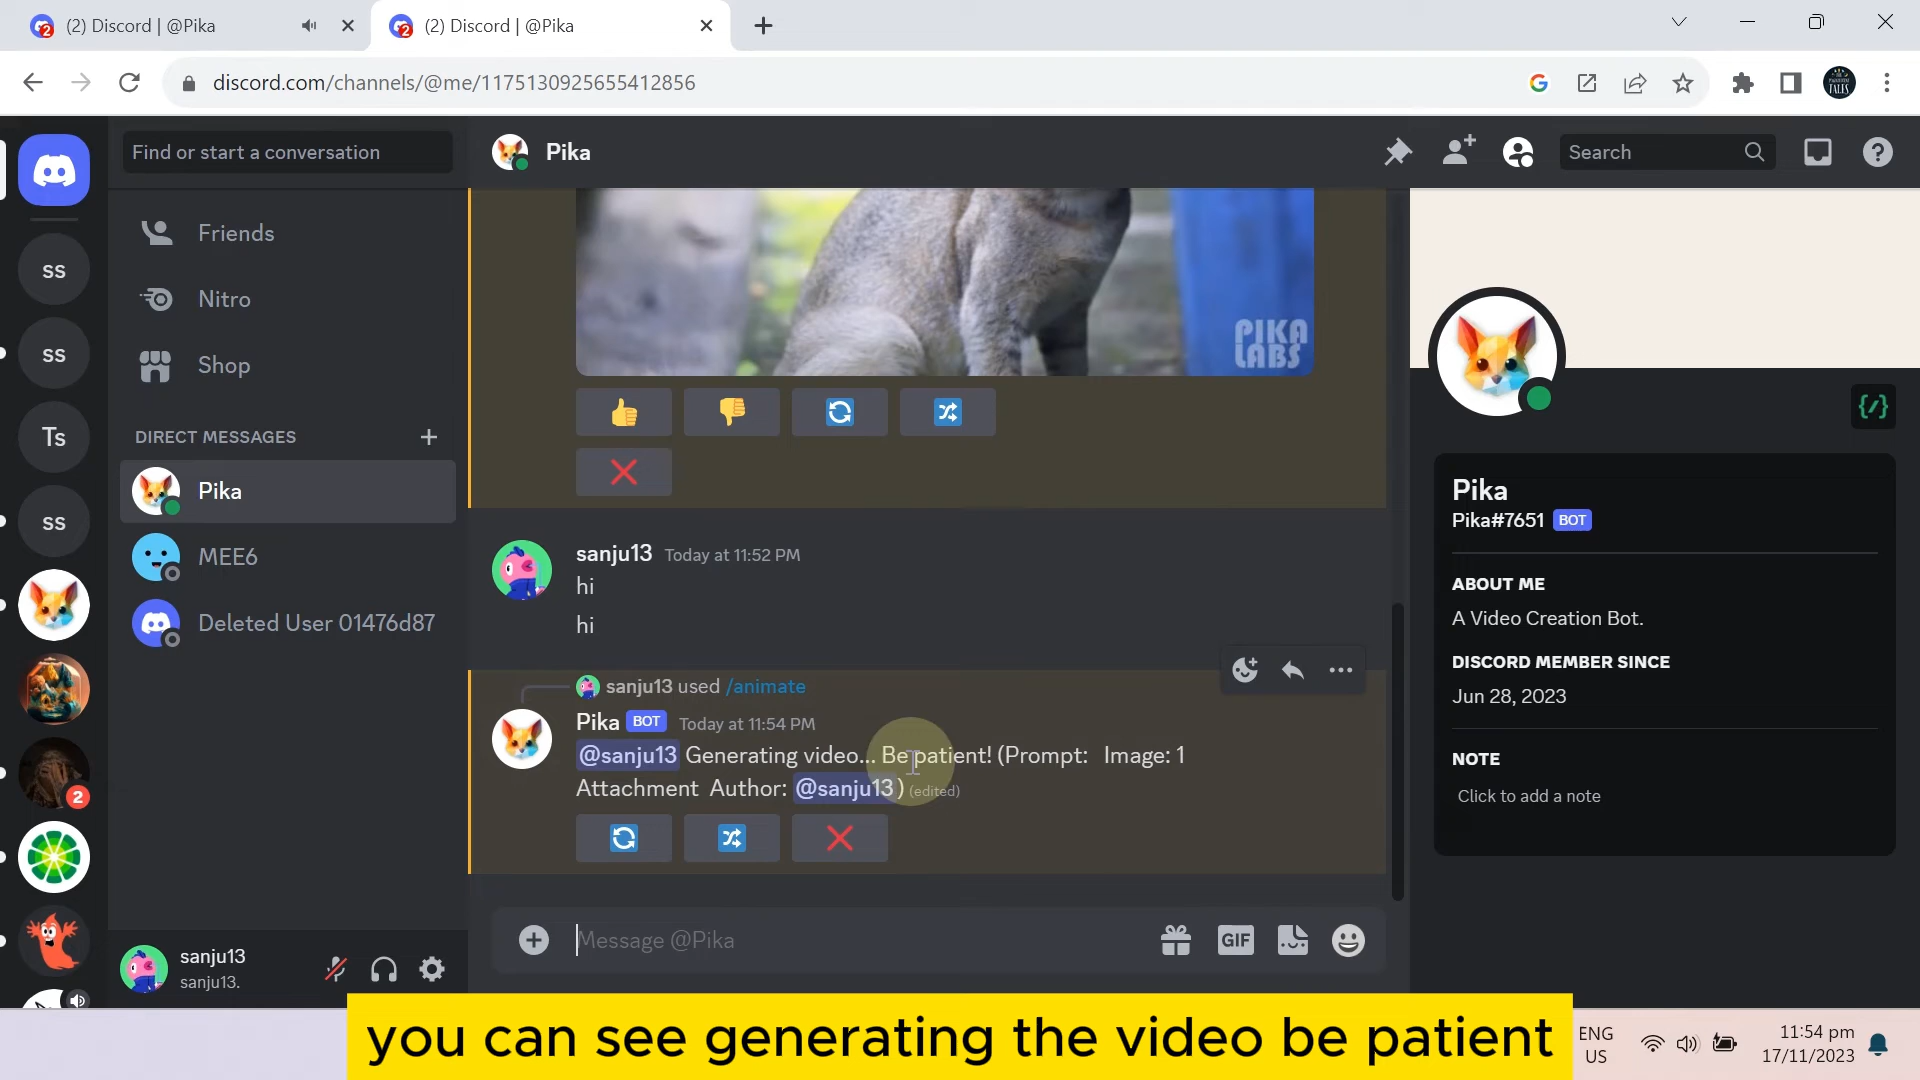 (2) Discord | @Pika
(2) Discord | @Pika
discord.com/channels/@me/1175130925655412856
Find or start a conversation
Pika
Search
ss
Friends
ss
Nitro
Shop
Ts
DIRECT MESSAGES
ss
Pika
MEE6
Deleted User 01476d87
2
sanju13
sanju13.
PIKA
LABS
sanju13 Today at 11:52 PM
hi
hi
sanju13 used /animate
Pika BOT Today at 11:54 PM
@sanju13 Generating video... Be patient! (Prompt: Image: 1
Attachment Author: @sanju13) (edited)
Message @Pika
GIF
Pika
Pika#7651 BOT
ABOUT ME
A Video Creation Bot.
DISCORD MEMBER SINCE
Jun 28, 2023
NOTE
Click to add a note
you can see generating the video be patient
ENG
US
11:54 pm
17/11/2023